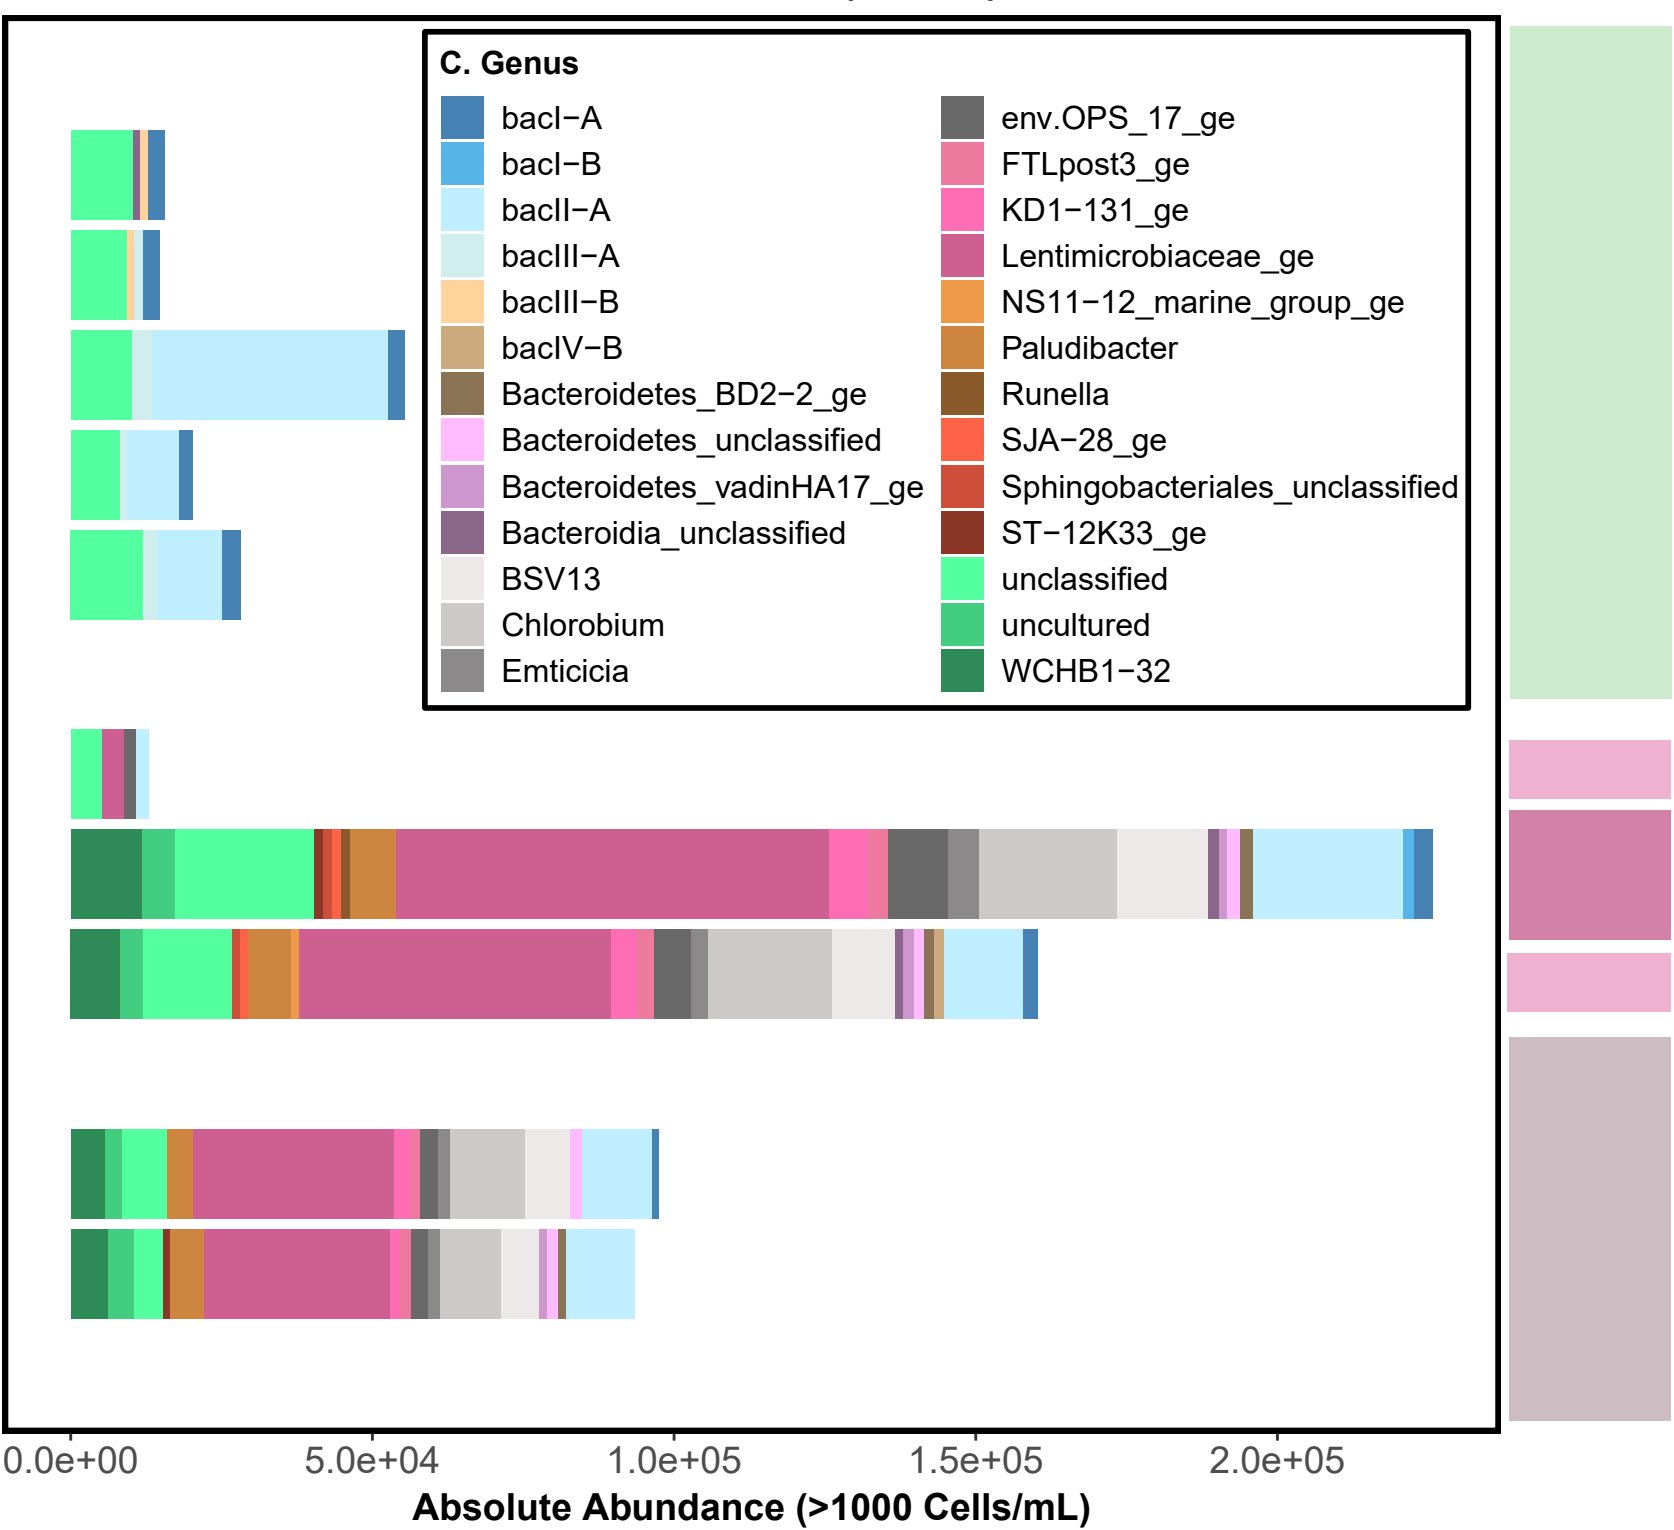 C. Genus
bacI−A
bacI−B
bacII−A
bacIII−A
bacIII−B
bacIV−B
Bacteroidetes_BD2−2_ge
Bacteroidetes_unclassified
Bacteroidetes_vadinHA17_ge
Bacteroidia_unclassified
BSV13
Chlorobium
Emticicia
env.OPS_17_ge
FTLpost3_ge
KD1−131_ge
Lentimicrobiaceae_ge
NS11−12_marine_group_ge
Paludibacter
Runella
SJA−28_ge
Sphingobacteriales_unclassified
ST−12K33_ge
unclassified
uncultured
WCHB1−32
0.0e+00 5.0e+04 1.0e+05 1.5e+05 2.0e+05
Absolute Abundance (>1000 Cells/mL)